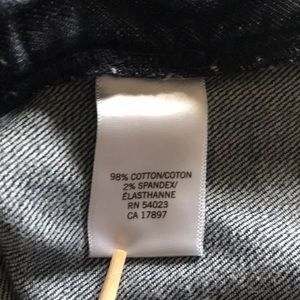 98% COTTON/COTON
2% SPANDEX/
ÉLASTHANNE
RN 54023
CA 17897